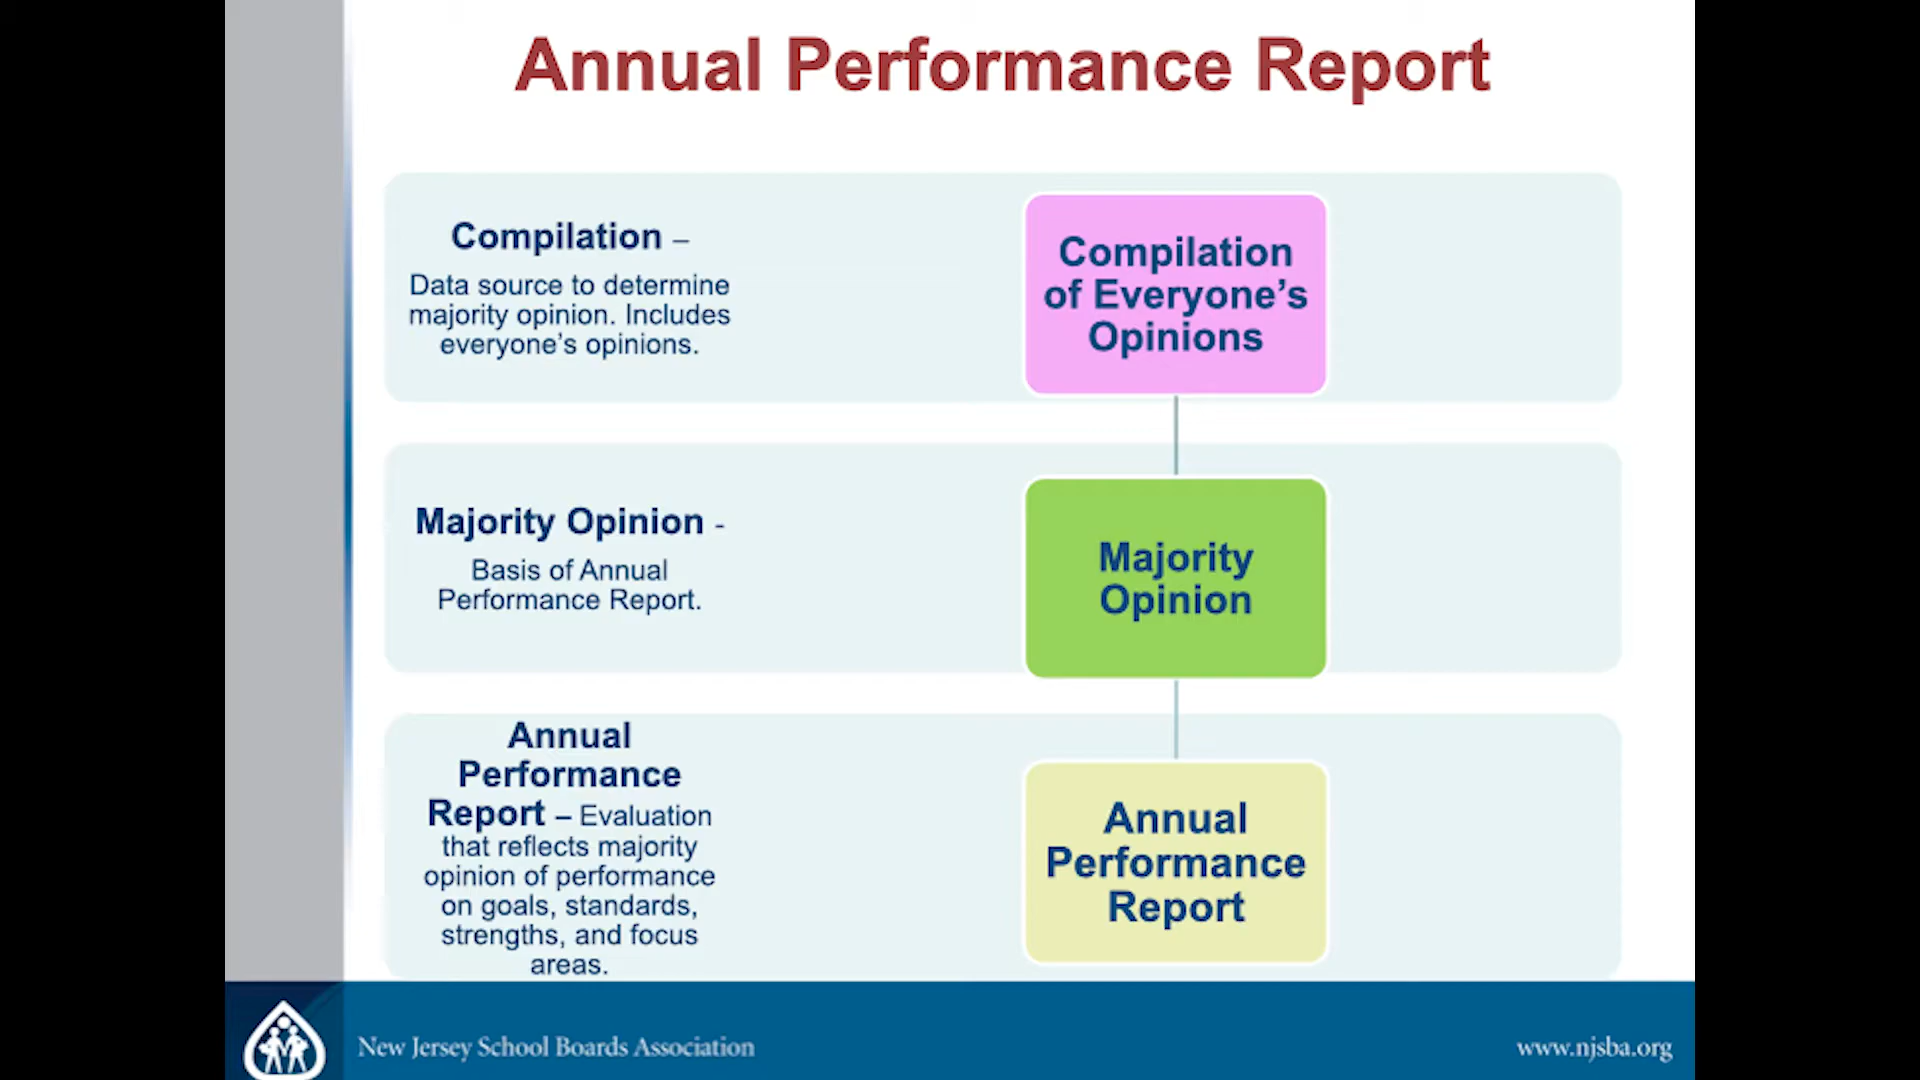 Annual Performance Report
Compilation –
Data source to determine
majority opinion. Includes
everyone’s opinions.
Compilation
of Everyone’s
Opinions
Majority Opinion -
Basis of Annual
Performance Report.
Majority
Opinion
Annual
Performance
Report – Evaluation
that reflects majority
opinion of performance
on goals, standards,
strengths, and focus
areas.
Annual
Performance
Report
New Jersey School Boards Association
www.njsba.org